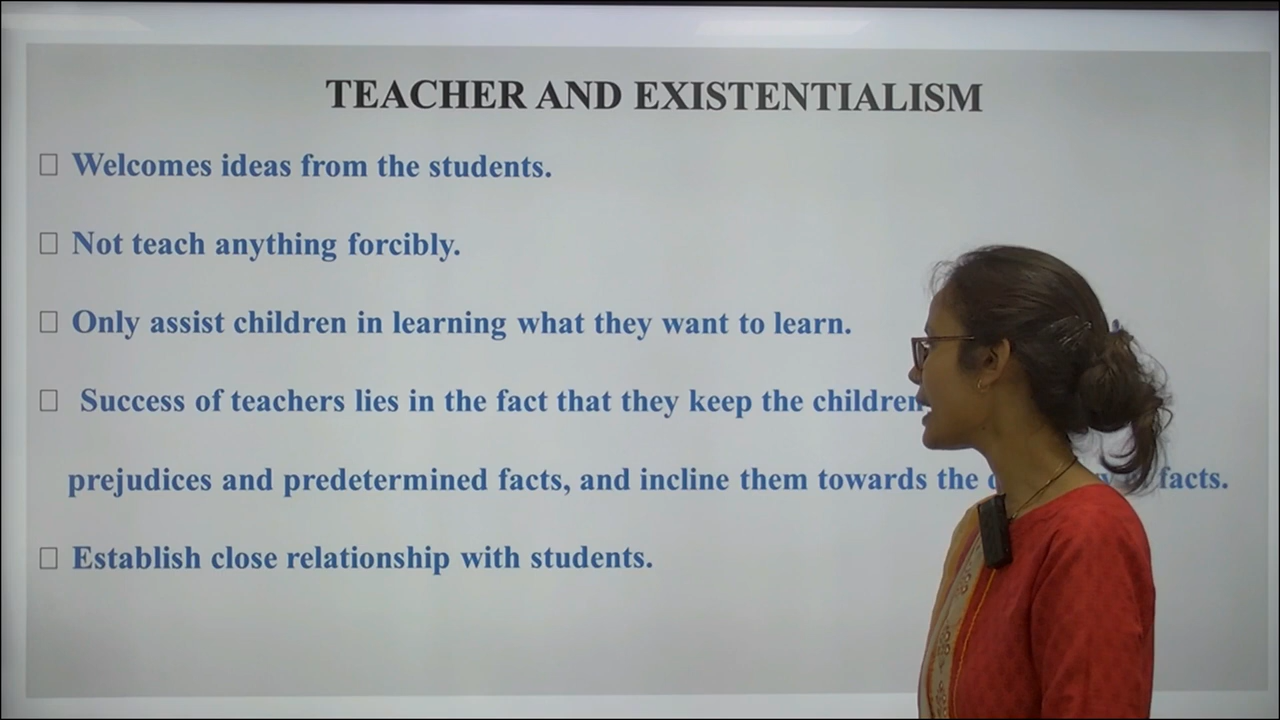 TEACHER AND EXISTENTIALISM
Welcomes ideas from the students.
Not teach anything forcibly.
Only assist children in learning what they want to learn.
Success of teachers lies in the fact that they keep the children
prejudices and predetermined facts, and incline them towards the facts.
Establish close relationship with students.